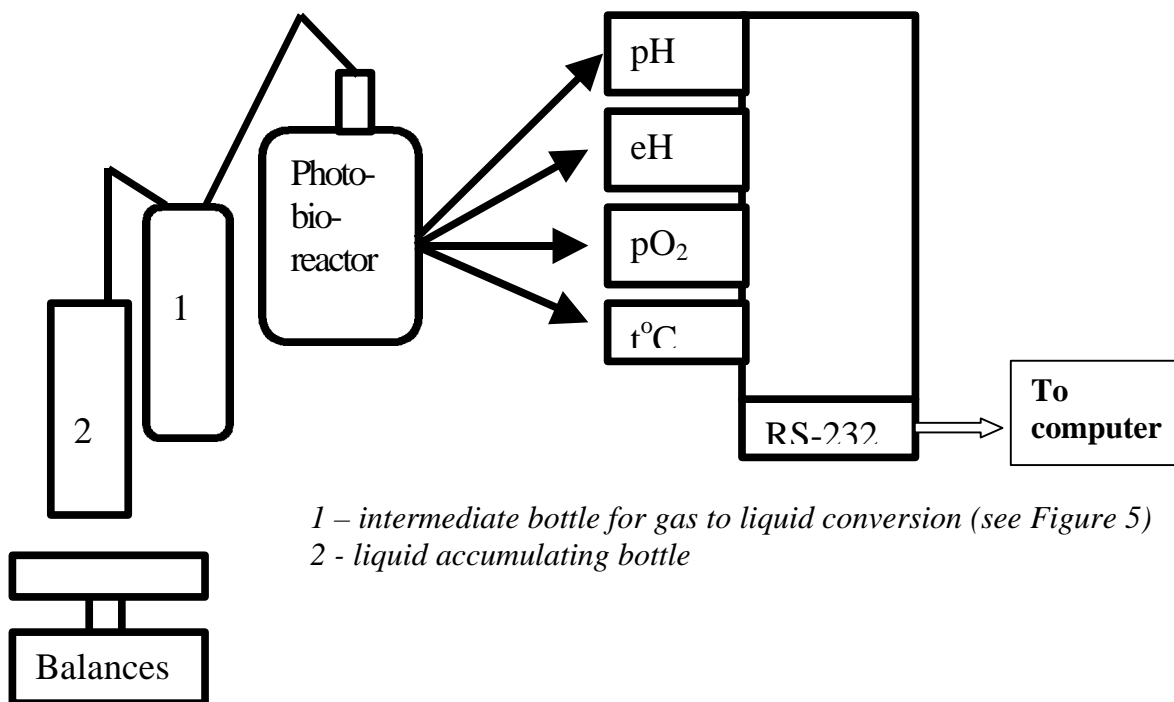 pH
eH
pO₂
t°C
Photo-
bio-
reactor
1
2
RS-232
To
computer
1 – intermediate bottle for gas to liquid conversion (see Figure 5)
2 - liquid accumulating bottle
Balances